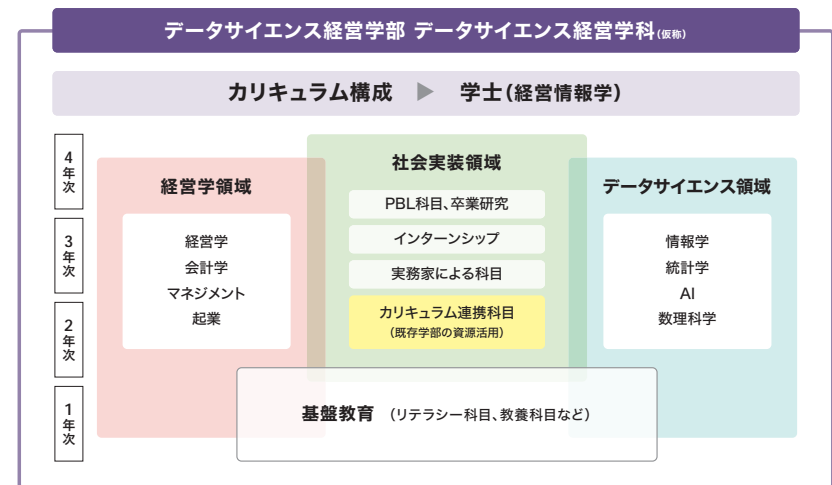 データサイエンス経営学部 データサイエンス経営学科(仮称)
カリキュラム構成 ▶ 学士(経営情報学)
4年次
3年次
2年次
1年次
経営学領域
経営学
会計学
マネジメント
起業
社会実装領域
PBL科目、卒業研究
インターンシップ
実務家による科目
カリキュラム連携科目
(既存学部の資源活用)
データサイエンス領域
情報学
統計学
AI
数理科学
基盤教育 (リテラシー科目、教養科目など)